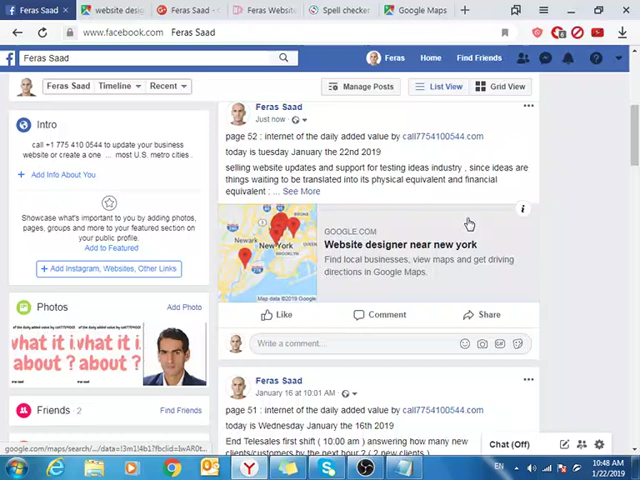 Feras Saad
website desi
Feras Saad -
Feras Website
Spell checker
Google Maps
www.facebook.com
Feras Saad
Feras Saad
Feras
Home
Find Friends
Feras Saad
Timeline
Recent
Manage Posts
List View
Grid View
Intro
call +1 775 410 0544 to update your business
website or create a one ... most U.S. metro cities .
Add Info About You
Showcase what's important to you by adding photos,
pages, groups and more to your featured section on
your public profile.
Add to Featured
+ Add Instagram, Websites, Other Links
Photos
Add Photo
what it i
about ?
what it is
about ?
Friends · 2
Find Friends
google.com/maps/search/.../data=!3m1!4b1?fbclid=IwAR0t...
Feras Saad
Just now ·
page 52 : internet of the daily added value by call7754100544.com
today is tuesday January the 22nd 2019
selling website updates and support for testing ideas industry , since ideas are
things waiting to be translated into its physical equivalent and financial
equivalent : ... See More
Newark
New York
BROOKLYN
Map data ©2019 Google
GOOGLE.COM
Website designer near new york
Find local businesses, view maps and get driving
directions in Google Maps.
Like
Comment
Share
Write a comment...
Feras Saad
January 16 at 10:01 AM ·
page 51 : internet of the daily added value by call7754100544.com
today is Wednesday January the 16th 2019
End Telesales first shift ( 10:00 am ) answering how many new
clients/customers by the next hour ? ( 2 new clients )
Chat (Off)
EN
10:48 AM
1/22/2019